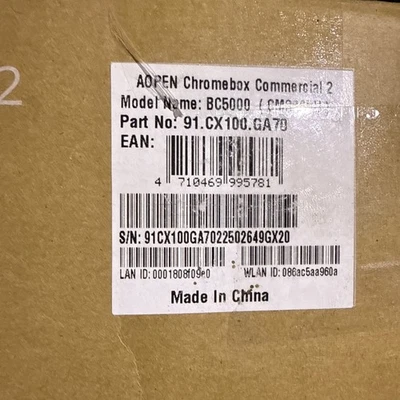 2
AOPEN Chromebox Commercial 2
Model Name: BC5000
Part No: 91.CX100.GA70
EAN:
4 710469 995781
S/N: 91CX100GA7022502649GX20
LAN ID: 0001808f09e0 WLAN ID: 086ac5aa960a
Made In China